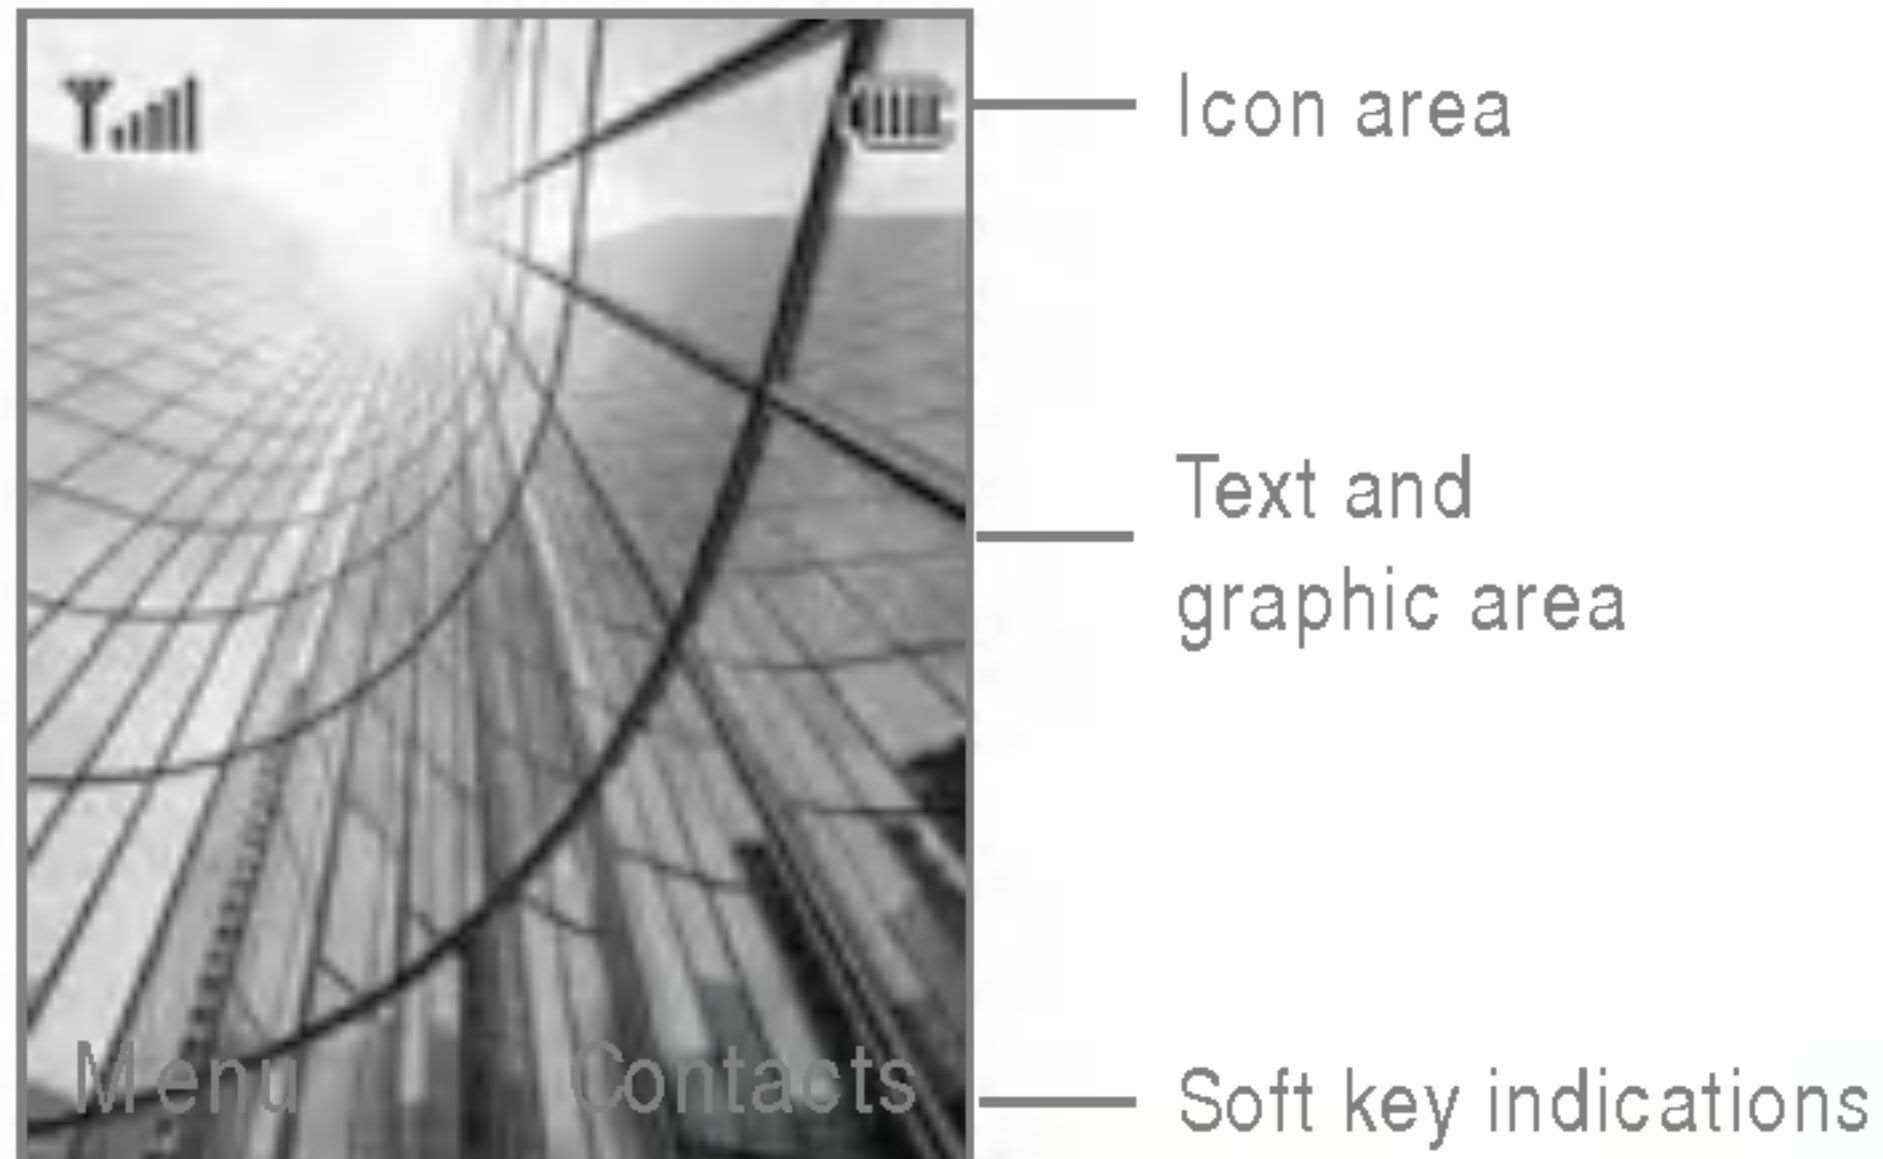 Icon area
Text and
graphic area
Menu Contacts
Soft key indications